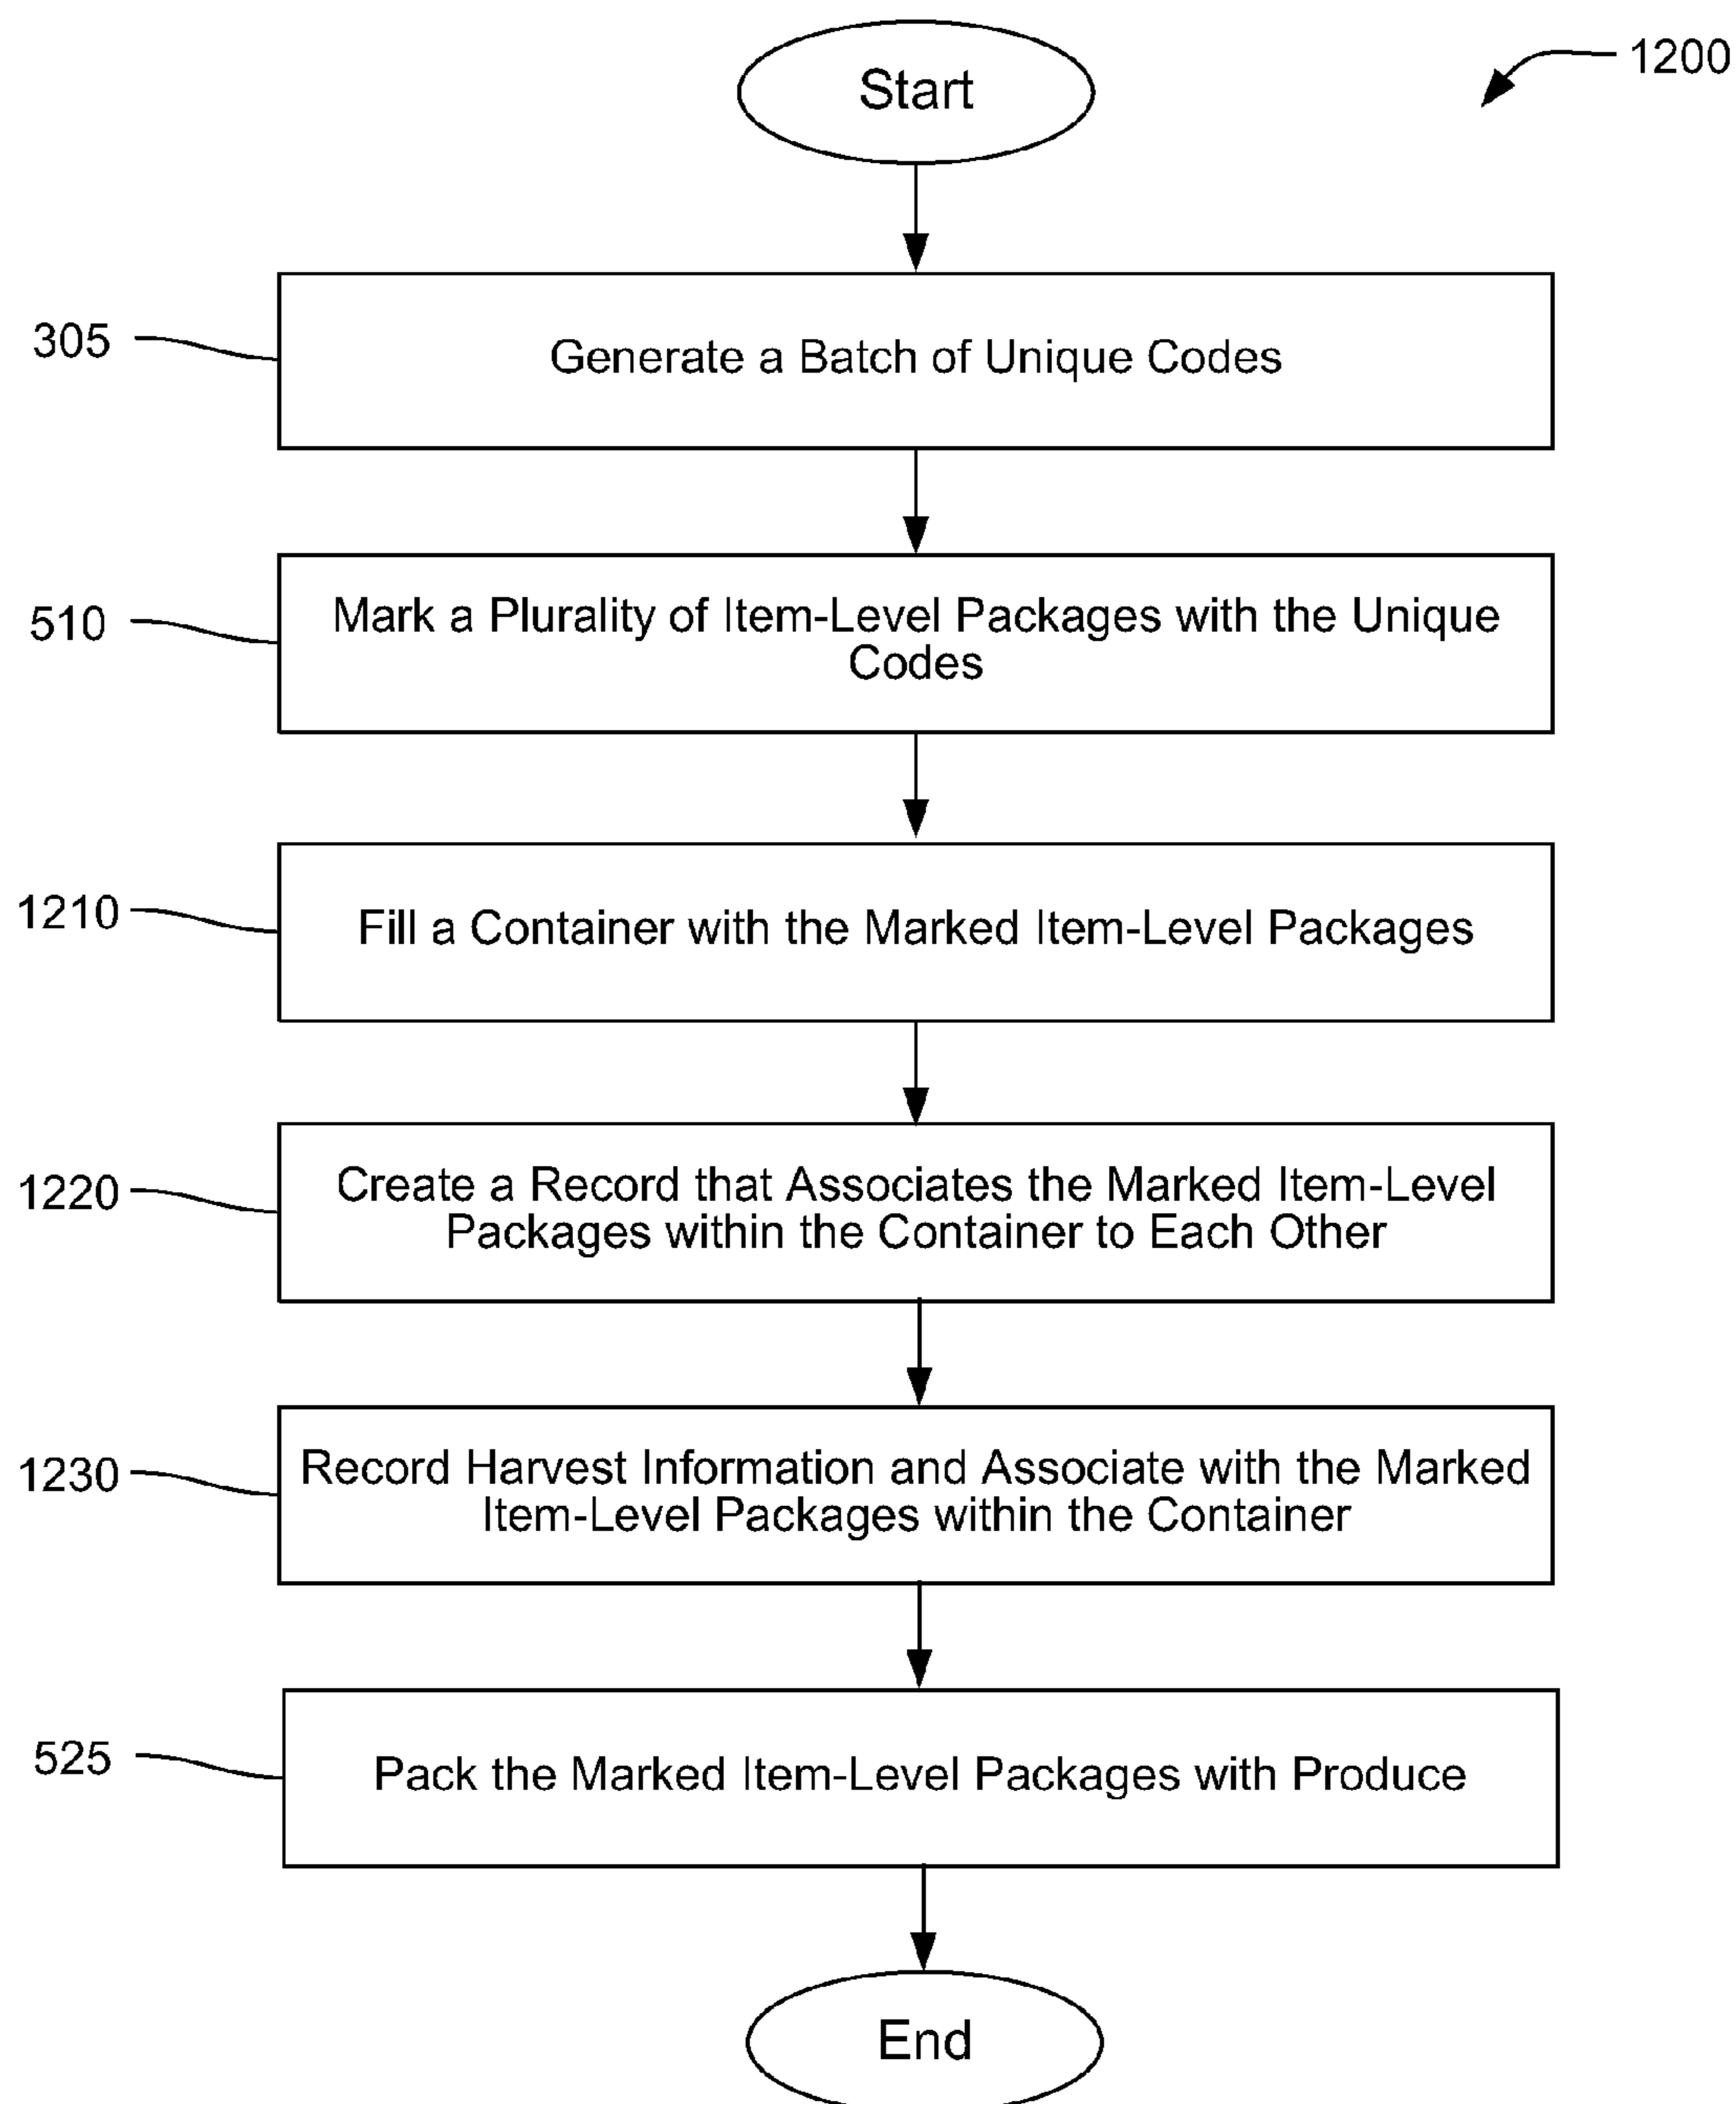 Start
1200
305
Generate a Batch of Unique Codes
510
Mark a Plurality of Item-Level Packages with the Unique
Codes
1210
Fill a Container with the Marked Item-Level Packages
1220
Create a Record that Associates the Marked Item-Level
Packages within the Container to Each Other
1230
Record Harvest Information and Associate with the Marked
Item-Level Packages within the Container
525
Pack the Marked Item-Level Packages with Produce
End